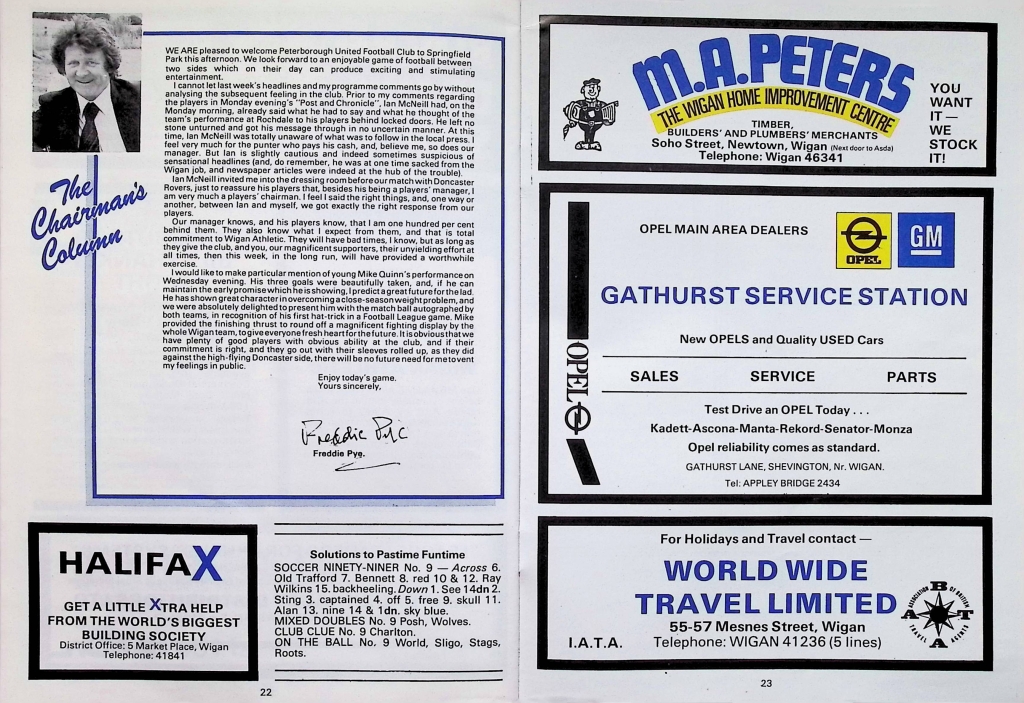 The
Chairman's
Column
WE ARE pleased to welcome Peterborough United Football Club to Springfield
Park this afternoon. We look forward to an enjoyable game of football between
two sides which on their day can produce exciting and stimulating
entertainment.
I cannot let last week's headlines and my programme comments go by without
analysing the subsequent feeling in the club. Prior to my comments regarding
the players in Monday evening's "Post and Chronicle", Ian McNeill had, on the
Monday morning, already said what he had to say and what he thought of the
team's performance at Rochdale to his players behind locked doors. He left no
stone unturned and got his message through in no uncertain manner. At this
time, Ian McNeill was totally unaware of what was to follow in the local press. I
feel very much for the punter who pays his cash, and, believe me, so does our
manager. But Ian is slightly cautious and indeed sometimes suspicious of
sensational headlines (and, do remember, he was at one time sacked from the
Wigan job, and newspaper articles were indeed at the hub of the trouble).
Ian McNeill invited me into the dressing room before our match with Doncaster
Rovers, just to reassure his players that, besides his being a players' manager, I
am very much a players' chairman. I feel I said the right things, and, one way or
another, between Ian and myself, we got exactly the right response from our
players.
Our manager knows, and his players know, that I am one hundred per cent
behind them. They also know what I expect from them, and that is total
commitment to Wigan Athletic. They will have bad times, I know, but as long as
they give the club, and you, our magnificent supporters, their unyielding effort at
all times, then this week, in the long run, will have provided a worthwhile
exercise.
I would like to make particular mention of young Mike Quinn's performance on
Wednesday evening. His three goals were beautifully taken, and, if he can
maintain the early promise which he is showing, I predict a great future for the lad.
He has shown great character in overcoming a close-season weight problem, and
we were absolutely delighted to present him with the match ball autographed by
both teams, in recognition of his first hat-trick in a Football League game. Mike
provided the finishing thrust to round off a magnificent fighting display by the
whole Wigan team, to give everyone fresh heart for the future. It is obvious that we
have plenty of good players with obvious ability at the club, and if their
commitment is right, and they go out with their sleeves rolled up, as they did
against the high-flying Doncaster side, there will be no future need for me to vent
my feelings in public.
Enjoy today's game.
Yours sincerely,
Freddie Pye
Freddie Pye.
HALIFAX
GET A LITTLE XTRA HELP
FROM THE WORLD'S BIGGEST
BUILDING SOCIETY
District Office: 5 Market Place, Wigan
Telephone: 41841
Solutions to Pastime Funtime
SOCCER NINETY-NINER No. 9 — Across 6.
Old Trafford 7. Bennett 8. red 10 & 12. Ray
Wilkins 15. backheeling. Down 1. See 14dn 2.
Sting 3. captained 4. off 5. free 9. skull 11.
Alan 13. nine 14 & 1dn. sky blue.
MIXED DOUBLES No. 9 Posh, Wolves.
CLUB CLUE No. 9 Charlton.
ON THE BALL No. 9 World, Sligo, Stags,
Roots.
22
M.A.PETERS
THE WIGAN HOME IMPROVEMENT CENTRE
TIMBER,
BUILDERS' AND PLUMBERS' MERCHANTS
Soho Street, Newtown, Wigan (Next door to Asda)
Telephone: Wigan 46341
YOU
WANT
IT —
WE
STOCK
IT!
OPEL MAIN AREA DEALERS
OPEL
GM
GATHURST SERVICE STATION
New OPELS and Quality USED Cars
SALES SERVICE PARTS
OPEL
Test Drive an OPEL Today . . .
Kadett-Ascona-Manta-Rekord-Senator-Monza
Opel reliability comes as standard.
GATHURST LANE, SHEVINGTON, Nr. WIGAN.
Tel: APPLEY BRIDGE 2434
For Holidays and Travel contact —
WORLD WIDE
TRAVEL LIMITED
55-57 Mesnes Street, Wigan
I.A.T.A. Telephone: WIGAN 41236 (5 lines)
ABTA
ASSOCIATION OF BRITISH TRAVEL AGENTS
23